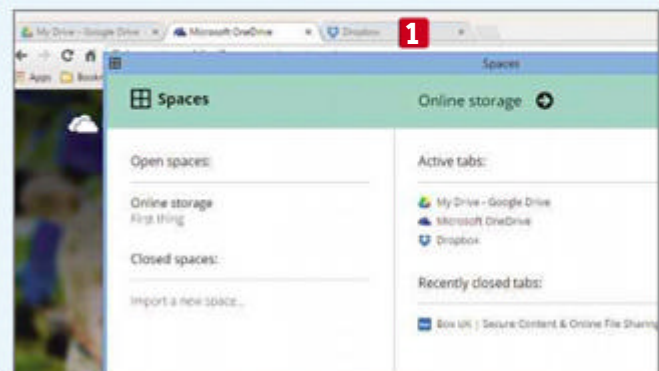 My Drive - Google Drive
Microsoft OneDrive
Dropbox
1
Apps
Spaces
Spaces
Online storage
Open spaces:
Active tabs:
Online storage
First thing
My Drive - Google Drive
Microsoft OneDrive
Dropbox
Closed spaces:
Recently closed tabs:
Import a new space...
Box UK | Secure Content & Online File Sharing